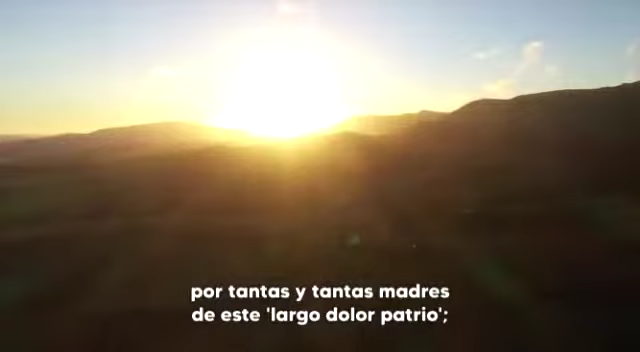 por tantas y tantas madres
de este 'largo dolor patrio';